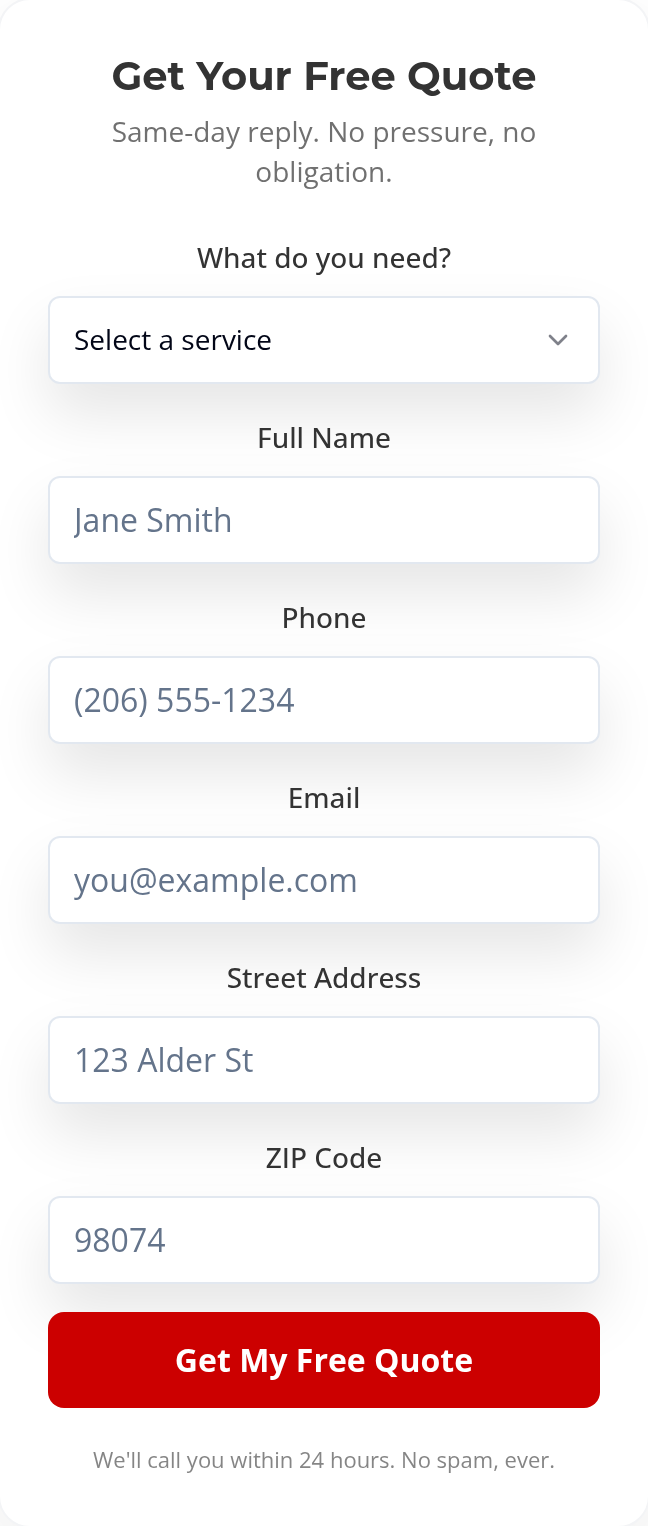 Get Your Free Quote
Same-day reply. No pressure, no
obligation.
What do you need?
Select a service
Full Name
Jane Smith
Phone
(206) 555-1234
Email
you@example.com
Street Address
123 Alder St
ZIP Code
98074
Get My Free Quote
We'll call you within 24 hours. No spam, ever.